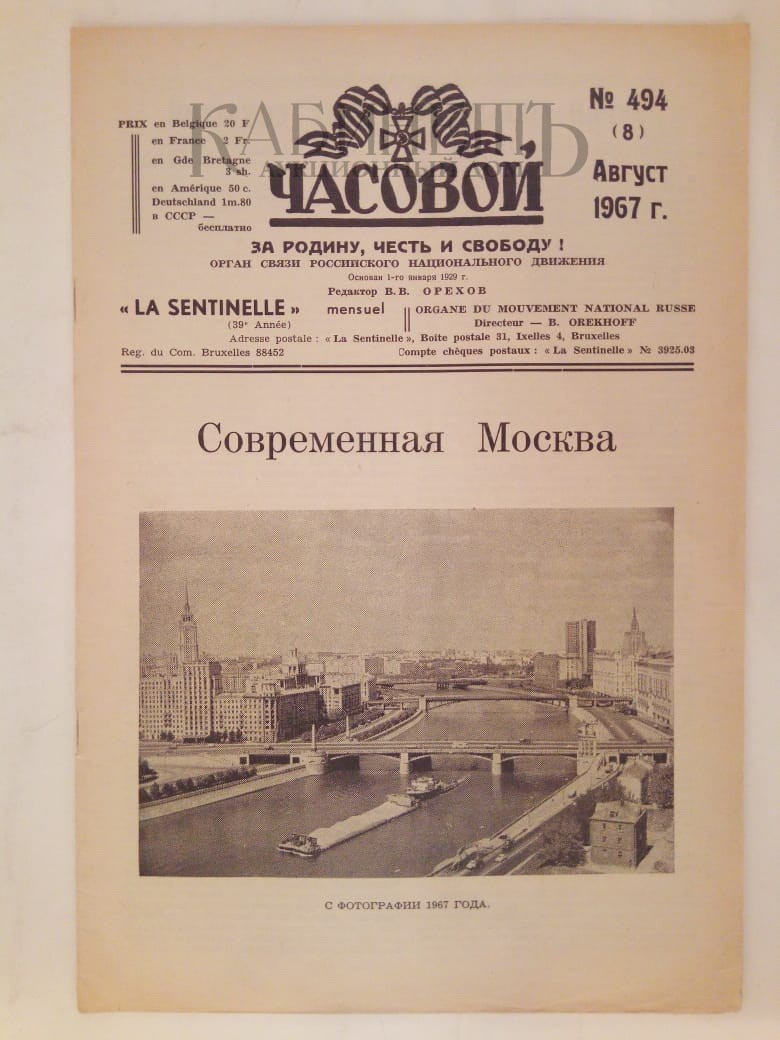 КАБИНЕТЪ
АУКЦИОННЫЙ ДОМ
PRIX en Belgique 20 F
en France 2 Fr.
en Gde Bretagne
3 sh.
en Amérique 50 c.
Deutschland 1m.80
в СССР —
бесплатно
ЧАСОВОЙ
№ 494
(8)
Август
1967 г.
ЗА РОДИНУ, ЧЕСТЬ И СВОБОДУ !
ОРГАН СВЯЗИ РОССИЙСКОГО НАЦИОНАЛЬНОГО ДВИЖЕНИЯ
Основан 1-го января 1929 г.
Редактор В.В. ОРЕХОВ
« LA SENTINELLE » mensuel
(39e Année)
ORGANE DU MOUVEMENT NATIONAL RUSSE
Directeur — B. OREKHOFF
Adresse postale : « La Sentinelle », Boîte postale 31, Ixelles 4, Bruxelles
Reg. du Com. Bruxelles 88452 Compte chèques postaux : « La Sentinelle » № 3925.03
Современная Москва
С ФОТОГРАФИИ 1967 ГОДА.